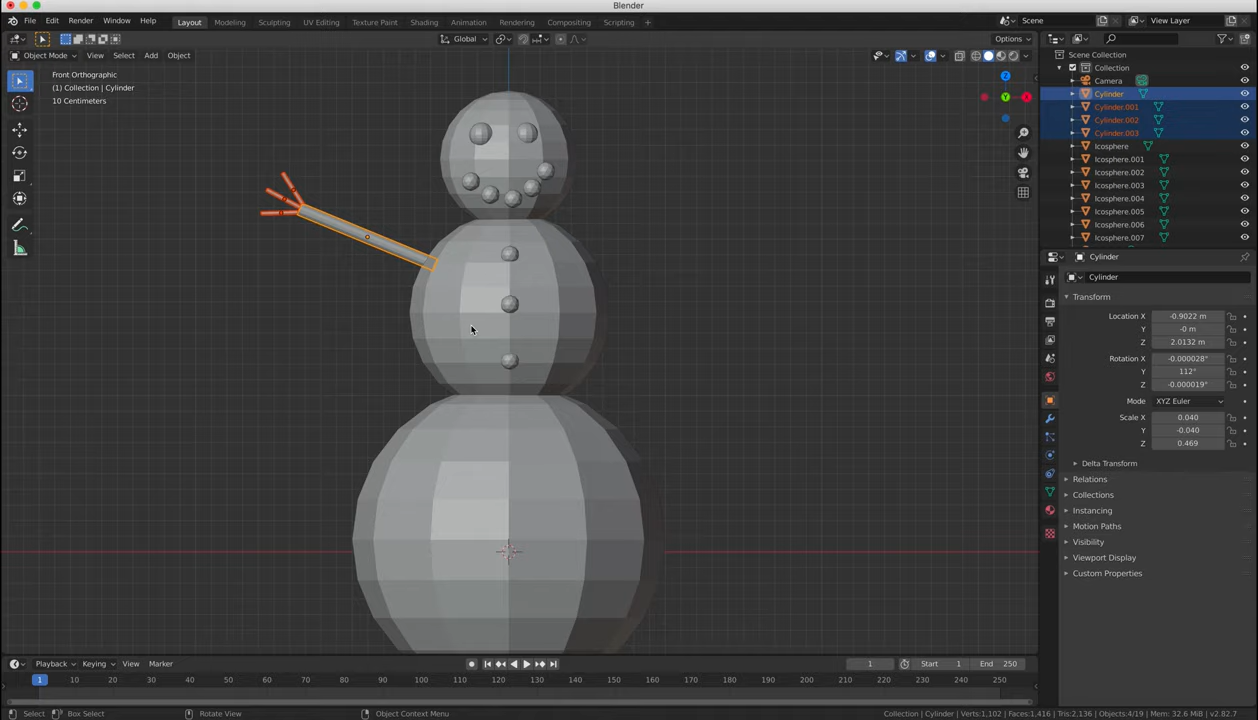 Blender
File Edit Render Window Help Layout Modeling Sculpting UV Editing Texture Paint Shading Animation Rendering Compositing Scripting + Scene View Layer
Global Options
Object Mode View Select Add Object
Front Orthographic
(1) Collection | Cylinder
10 Centimeters
Z
Y
X
Scene Collection
Collection
Camera
Cylinder
Cylinder.001
Cylinder.002
Cylinder.003
Icosphere
Icosphere.001
Icosphere.002
Icosphere.003
Icosphere.004
Icosphere.005
Icosphere.006
Icosphere.007
Cylinder
Cylinder
Transform
Location X -0.9022 m
Y -0 m
Z 2.0132 m
Rotation X -0.000028°
Y 112°
Z -0.000019°
Mode XYZ Euler
Scale X 0.040
Y -0.040
Z 0.469
Delta Transform
Relations
Collections
Instancing
Motion Paths
Visibility
Viewport Display
Custom Properties
Playback Keying View Marker 1 Start 1 End 250
1 10 20 30 40 50 60 70 80 90 100 110 120 130 140 150 160 170 180 190 200 210 220 230 240 250
Select Box Select Rotate View Object Context Menu Collection | Cylinder | Verts:1,102 | Faces:1,416 | Tris:2,136 | Objects:4/19 | Mem: 32.6 MiB | v2.82.7